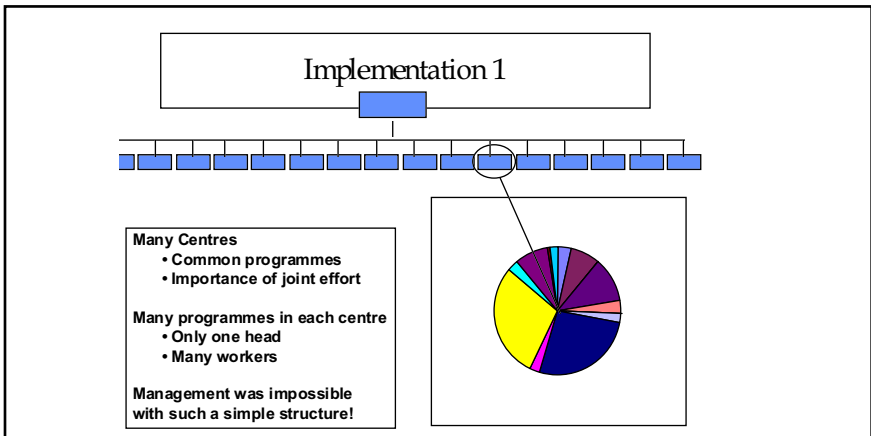 Implementation 1
Many Centres
• Common programmes
• Importance of joint effort
Many programmes in each centre
• Only one head
• Many workers
Management was impossible
with such a simple structure!